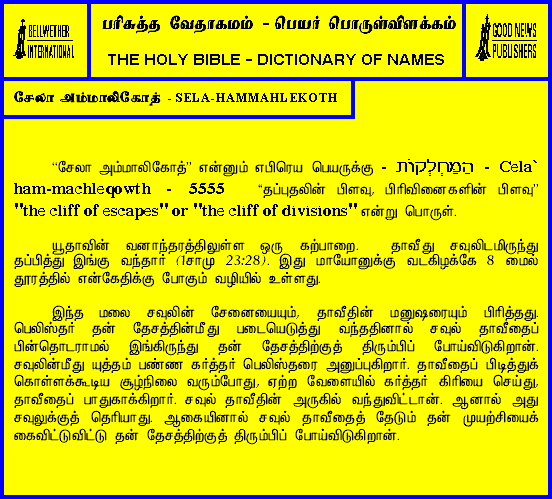 BELLWETHER
INTERNATIONAL
பரிசுத்த வேதாகமம் - பெயர் பொருள்விளக்கம்
THE HOLY BIBLE - DICTIONARY OF NAMES
GOOD NEWS
PUBLISHERS
சேலா அம்மாலிகோத் - SELA-HAMMAHLEKOTH
“சேலா அம்மாலிகோத்” என்னும் எபிரெய பெயருக்கு - הַמַּחְלְקוֹת - Cela`
ham-machleqowth - 5555 “தப்புதலின் பிளவு, பிரிவினைகளின் பிளவு”
"the cliff of escapes" or "the cliff of divisions" என்று பொருள்.
யூதாவின் வனாந்தரத்திலுள்ள ஒரு கற்பாறை. தாவீது சவுலிடமிருந்து
தப்பித்து இங்கு வந்தார் (1சாமு 23:28). இது மாயோனுக்கு வடகிழக்கே 8 மைல்
தூரத்தில் என்கேதிக்கு போகும் வழியில் உள்ளது.
இந்த மலை சவுலின் சேனையையும், தாவீதின் மனுஷரையும் பிரித்தது.
பெலிஸ்தர் தன் தேசத்தின்மீது படையெடுத்து வந்ததினால் சவுல் தாவீதைப்
பின்தொடராமல் இங்கிருந்து தன் தேசத்திற்குத் திரும்பிப் போய்விடுகிறான்.
சவுலின்மீது யுத்தம் பண்ண கர்த்தர் பெலிஸ்தரை அனுப்புகிறார். தாவீதைப் பிடித்துக்
கொள்ளக்கூடிய சூழ்நிலை வரும்போது, ஏற்ற வேளையில் கர்த்தர் கிரியை செய்து,
தாவீதைப் பாதுகாக்கிறார். சவுல் தாவீதின் அருகில் வந்துவிட்டான். ஆனால் அது
சவுலுக்குத் தெரியாது. ஆகையினால் சவுல் தாவீதைத் தேடும் தன் முயற்சியைக்
கைவிட்டுவிட்டு தன் தேசத்திற்குத் திரும்பிப் போய்விடுகிறான்.